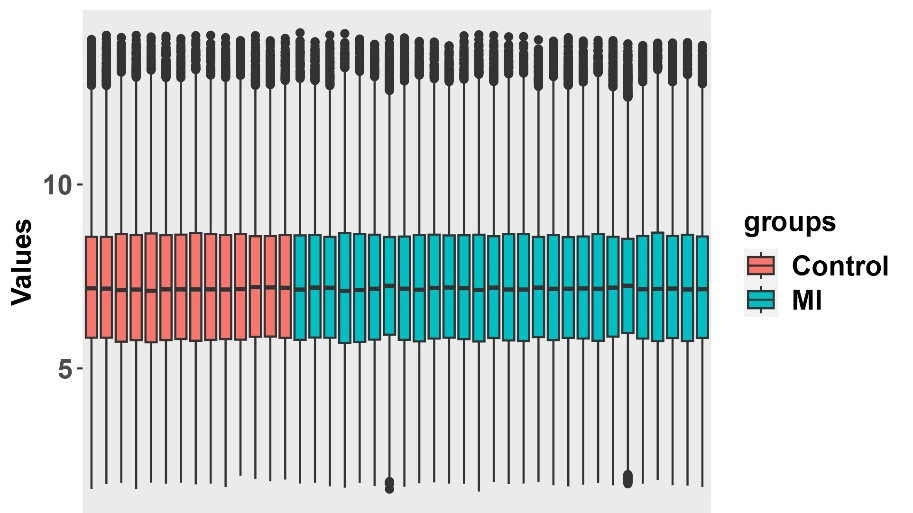 Values
10
5
groups
Control
MI